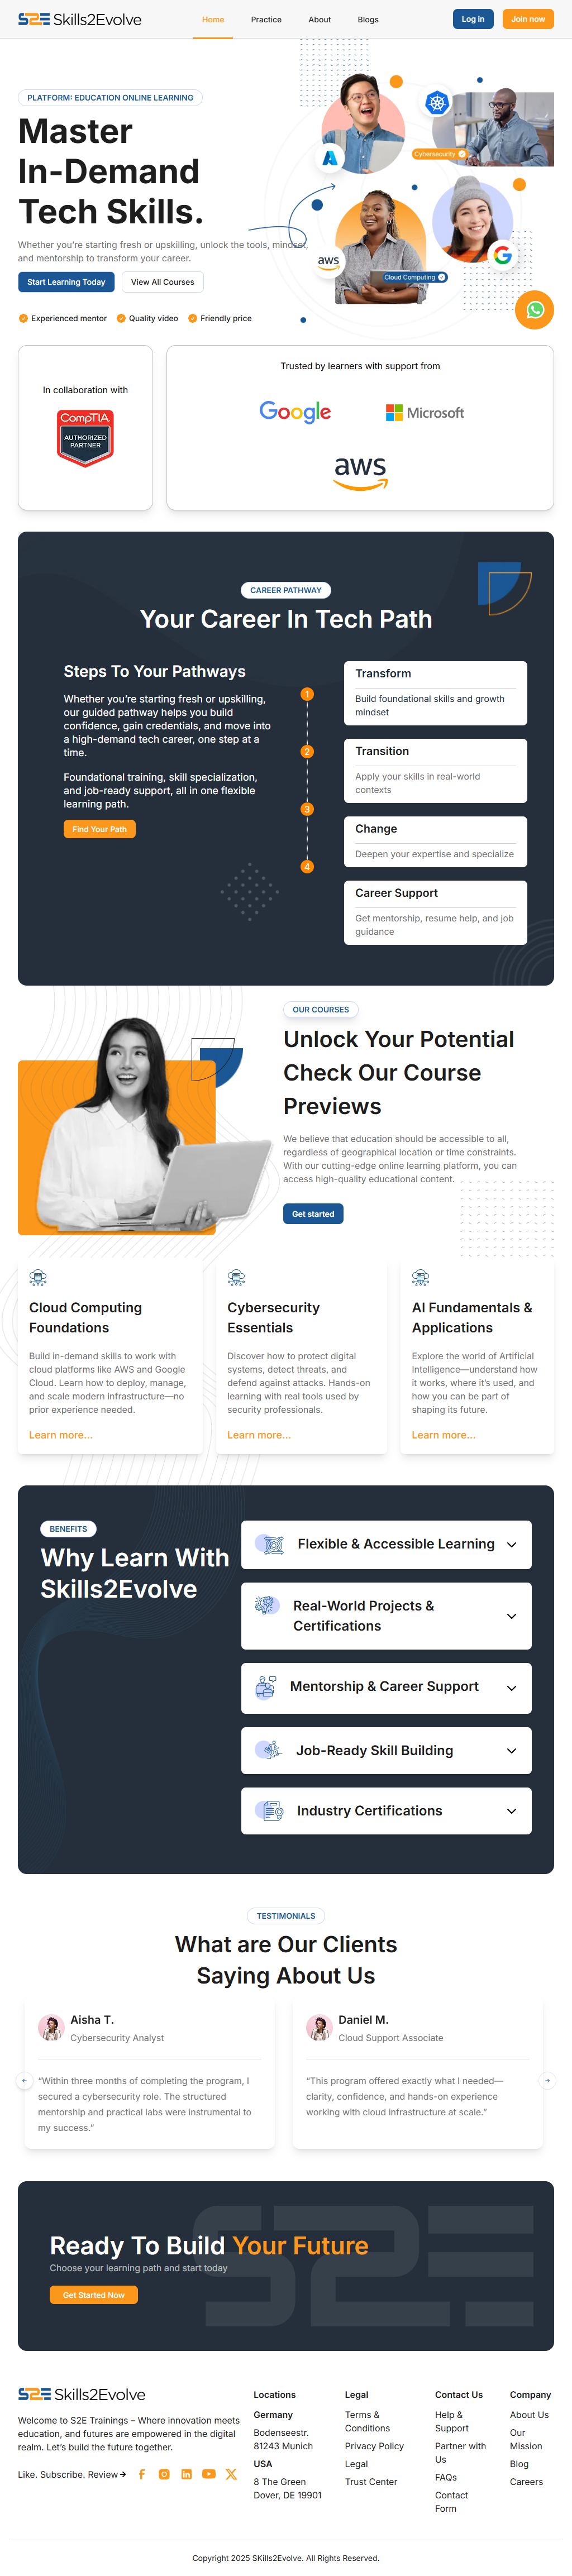 S2E Skills2Evolve
Home
Practice
About
Blogs
Log in
Join now
PLATFORM: EDUCATION ONLINE LEARNING
Master
In-Demand
Tech Skills.
Whether you’re starting fresh or upskilling, unlock the tools, mindset,
and mentorship to transform your career.
Start Learning Today
View All Courses
Experienced mentor
Quality video
Friendly price
Cybersecurity
aws
Cloud Computing
In collaboration with
CompTIA.
AUTHORIZED
PARTNER
Trusted by learners with support from
Google
Microsoft
aws
CAREER PATHWAY
Your Career In Tech Path
Steps To Your Pathways
Whether you’re starting fresh or upskilling,
our guided pathway helps you build
confidence, gain credentials, and move into
a high-demand tech career, one step at a
time.
Foundational training, skill specialization,
and job-ready support, all in one flexible
learning path.
Find Your Path
1
2
3
4
Transform
Build foundational skills and growth
mindset
Transition
Apply your skills in real-world
contexts
Change
Deepen your expertise and specialize
Career Support
Get mentorship, resume help, and job
guidance
OUR COURSES
Unlock Your Potential
Check Our Course
Previews
We believe that education should be accessible to all,
regardless of geographical location or time constraints.
With our cutting-edge online learning platform, you can
access high-quality educational content.
Get started
Cloud Computing
Foundations
Build in-demand skills to work with
cloud platforms like AWS and Google
Cloud. Learn how to deploy, manage,
and scale modern infrastructure—no
prior experience needed.
Learn more...
Cybersecurity
Essentials
Discover how to protect digital
systems, detect threats, and
defend against attacks. Hands-on
learning with real tools used by
security professionals.
Learn more...
AI Fundamentals &
Applications
Explore the world of Artificial
Intelligence—understand how
it works, where it’s used, and
how you can be part of
shaping its future.
Learn more...
BENEFITS
Why Learn With
Skills2Evolve
Flexible & Accessible Learning
Real-World Projects &
Certifications
Mentorship & Career Support
Job-Ready Skill Building
Industry Certifications
TESTIMONIALS
What are Our Clients
Saying About Us
Aisha T.
Cybersecurity Analyst
“Within three months of completing the program, I
secured a cybersecurity role. The structured
mentorship and practical labs were instrumental to
my success.”
Daniel M.
Cloud Support Associate
“This program offered exactly what I needed—
clarity, confidence, and hands-on experience
working with cloud infrastructure at scale.”
Ready To Build Your Future
Choose your learning path and start today
Get Started Now
S2E
S2E Skills2Evolve
Welcome to S2E Trainings – Where innovation meets
education, and futures are empowered in the digital
realm. Let’s build the future together.
Like. Subscribe. Review
Locations
Germany
Bodenseestr.
81243 Munich
USA
8 The Green
Dover, DE 19901
Legal
Terms &
Conditions
Privacy Policy
Legal
Trust Center
Contact Us
Help &
Support
Partner with
Us
FAQs
Contact
Form
Company
About Us
Our
Mission
Blog
Careers
Copyright 2025 SKills2Evolve. All Rights Reserved.